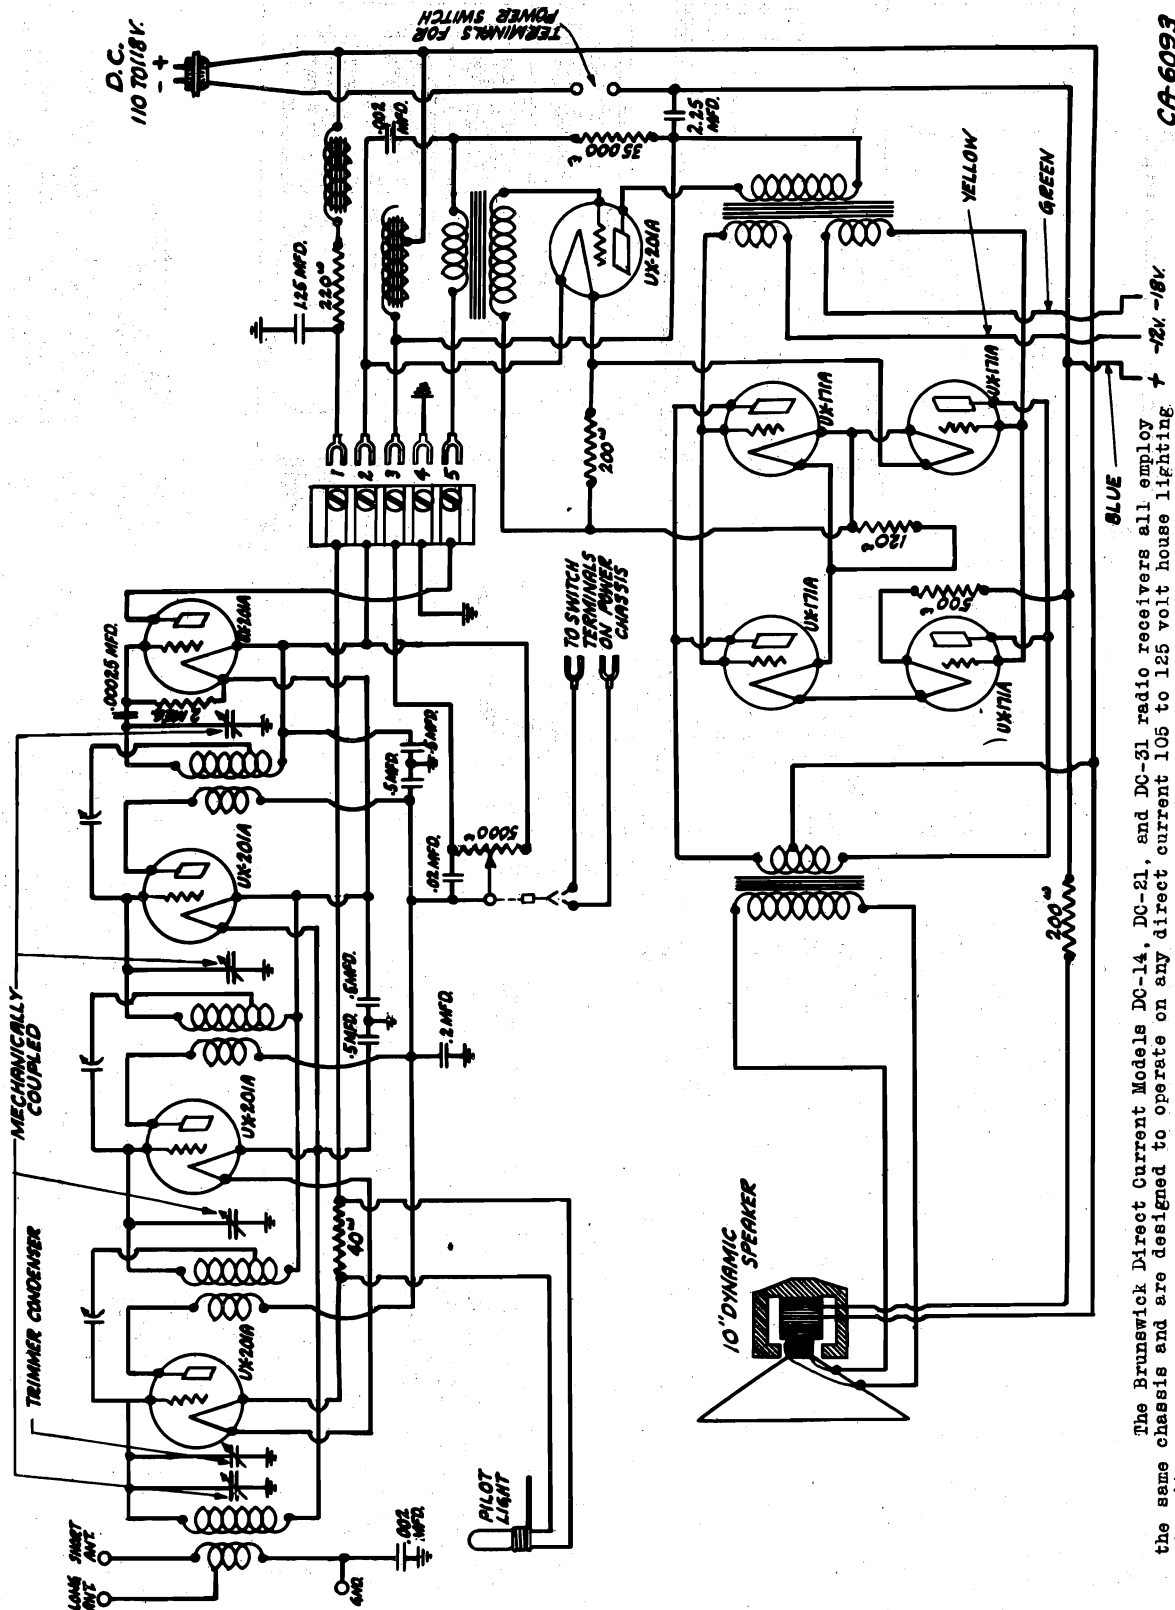 LONG
ANT.
SHORT
ANT.
GND.
.002
MFD.
TRIMMER CONDENSER
MECHANICALLY
COUPLED
UX-201A
UX-201A
UX-201A
UX-201A
.00025 MFD.
2 MEG.
PILOT
LIGHT
40 ω
.5 MFD.
.5 MFD.
.2 MFD.
.5 MFD.
.5 MFD.
.02 MFD.
5000 ω
TO SWITCH
TERMINALS
ON POWER
CHASSIS
1
2
3
4
5
1.25 MFD.
220 ω
D.C.
110 TO 118 V.
- +
TERMINALS FOR
POWER SWITCH
.002
MFD.
35000 ω
2.25
MFD.
UX-201A
200 ω
UX-171A
UX-171A
UX-171A
UX-171A
120 ω
500 ω
YELLOW
GREEN
BLUE
+ -12V. -18V.
10" DYNAMIC
SPEAKER
200 ω
CA-6093
The Brunswick Direct Current Models DC-14, DC-21, and DC-31 radio receivers all employ
the same chassis and are designed to operate on any direct current 105 to 125 volt house lighting